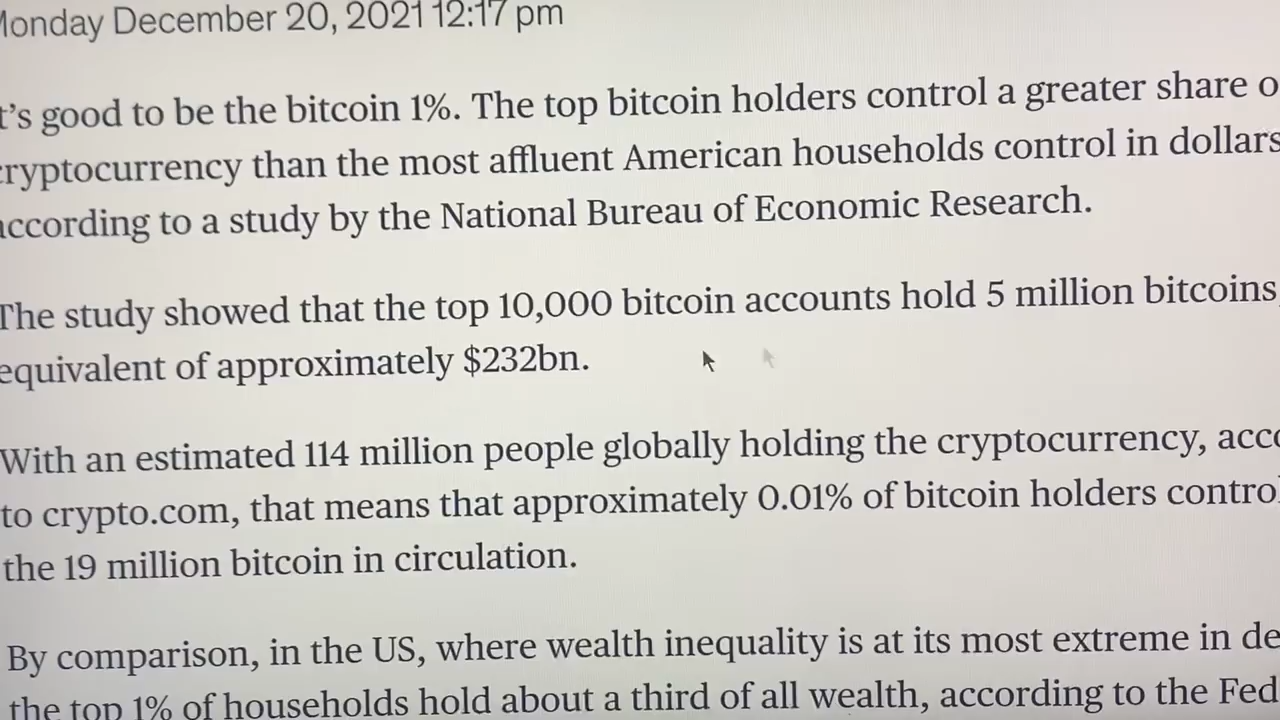 Monday December 20, 2021 12:17 pm
t's good to be the bitcoin 1%. The top bitcoin holders control a greater share o
cryptocurrency than the most affluent American households control in dollars
according to a study by the National Bureau of Economic Research.
The study showed that the top 10,000 bitcoin accounts hold 5 million bitcoins
equivalent of approximately $232bn.
With an estimated 114 million people globally holding the cryptocurrency, acco
to crypto.com, that means that approximately 0.01% of bitcoin holders control
the 19 million bitcoin in circulation.
By comparison, in the US, where wealth inequality is at its most extreme in de
the top 1% of households hold about a third of all wealth, according to the Fed